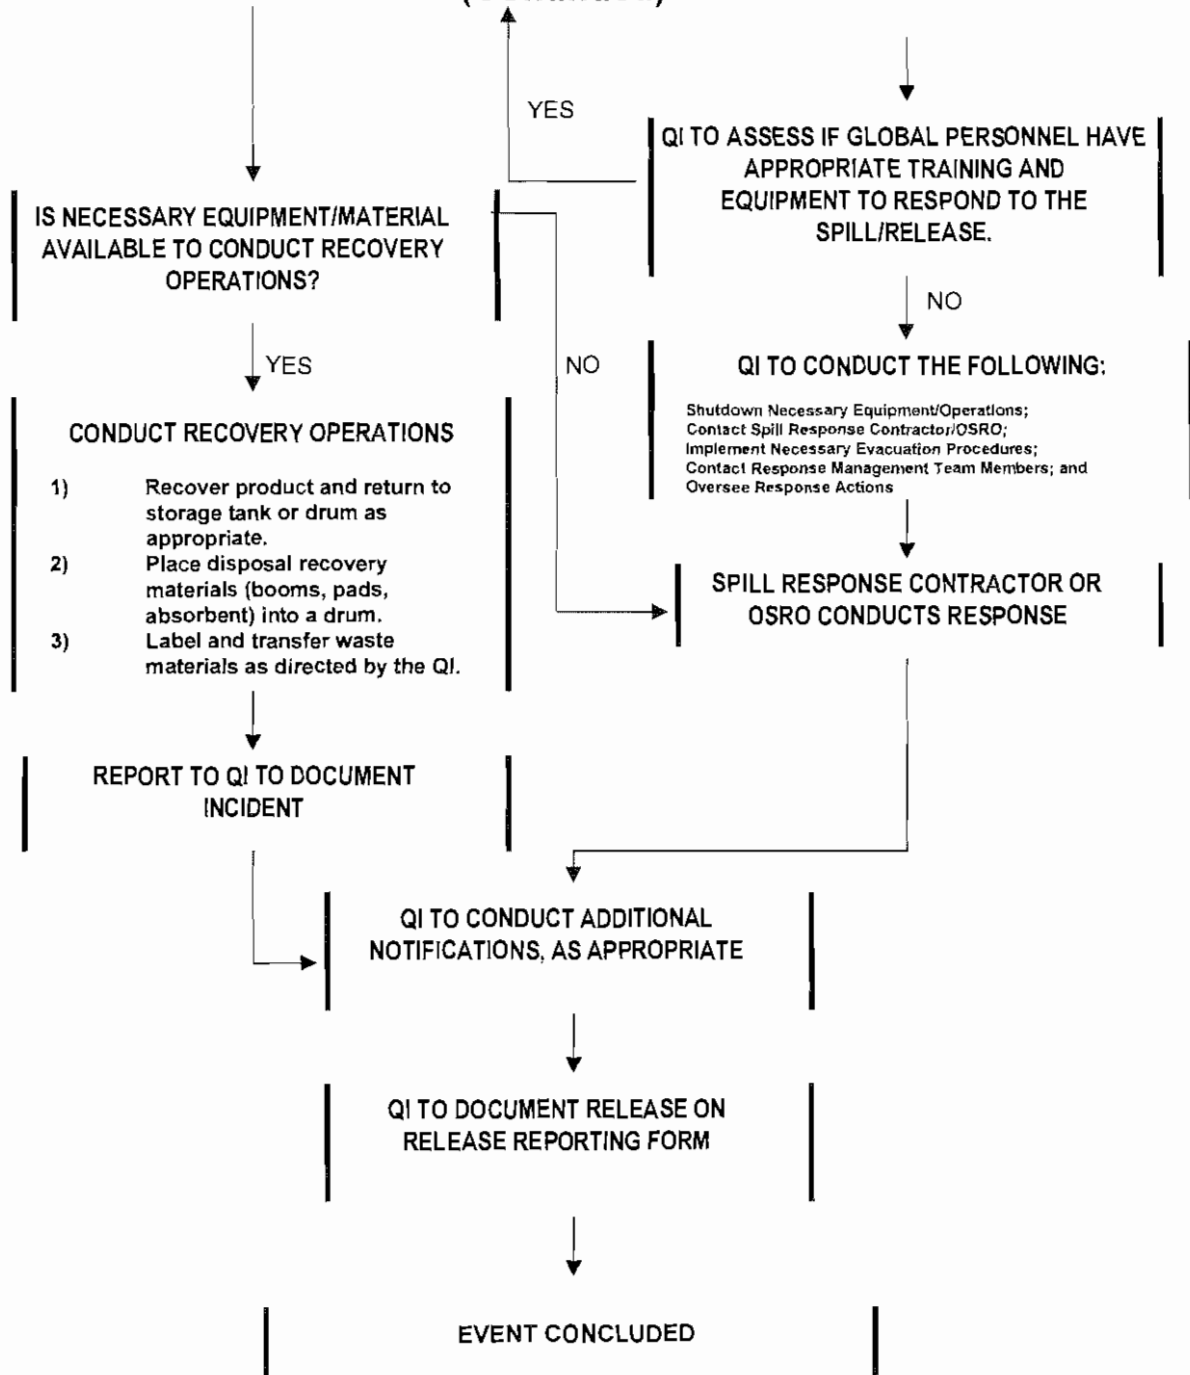 YES
QI TO ASSESS IF GLOBAL PERSONNEL HAVE
APPROPRIATE TRAINING AND
EQUIPMENT TO RESPOND TO THE
SPILL/RELEASE.
IS NECESSARY EQUIPMENT/MATERIAL
AVAILABLE TO CONDUCT RECOVERY
OPERATIONS?
NO
YES
NO
QI TO CONDUCT THE FOLLOWING:
Shutdown Necessary Equipment/Operations;
Contact Spill Response Contractor/OSRO;
Implement Necessary Evacuation Procedures;
Contact Response Management Team Members; and
Oversee Response Actions
CONDUCT RECOVERY OPERATIONS
1) Recover product and return to
storage tank or drum as
appropriate.
2) Place disposal recovery
materials (booms, pads,
absorbent) into a drum.
3) Label and transfer waste
materials as directed by the QI.
SPILL RESPONSE CONTRACTOR OR
OSRO CONDUCTS RESPONSE
REPORT TO QI TO DOCUMENT
INCIDENT
QI TO CONDUCT ADDITIONAL
NOTIFICATIONS, AS APPROPRIATE
QI TO DOCUMENT RELEASE ON
RELEASE REPORTING FORM
EVENT CONCLUDED